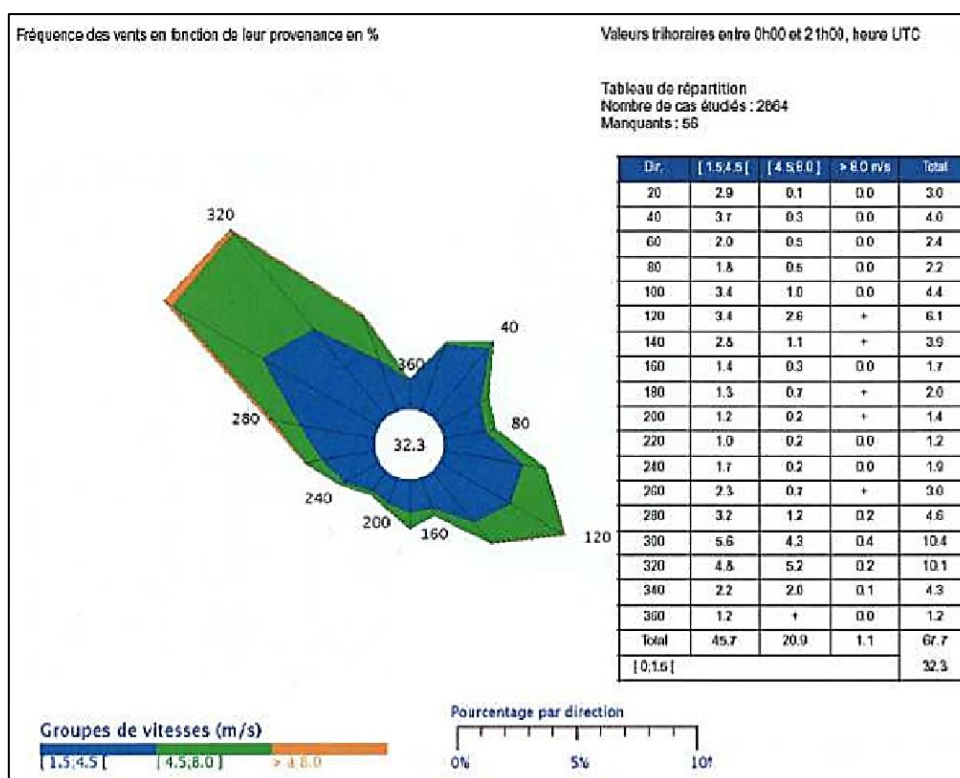 Fréquence des vents en fonction de leur provenance en %
Valeurs trihoraires entre 0h00 et 21h00, heure UTC
Tableau de répartition
Nombre de cas étudiés : 2864
Manquants : 56
Dir. [ 1.5;4.5 [ [ 4.5;8.0 ] > 8.0 m/s Total
20 2.9 0.1 0.0 3.0
40 3.7 0.3 0.0 4.0
60 2.0 0.5 0.0 2.4
80 1.8 0.5 0.0 2.2
100 3.4 1.0 0.0 4.4
120 3.4 2.6 + 6.1
140 2.8 1.1 + 3.9
160 1.4 0.3 0.0 1.7
180 1.3 0.7 + 2.0
200 1.2 0.2 + 1.4
220 1.0 0.2 0.0 1.2
240 1.7 0.2 0.0 1.9
260 2.3 0.7 + 3.0
280 3.2 1.2 0.2 4.6
300 5.6 4.3 0.4 10.4
320 4.8 5.2 0.2 10.1
340 2.2 2.0 0.1 4.3
360 1.2 + 0.0 1.2
Total 45.7 20.9 1.1 67.7
[ 0;1.5 [ 32.3
320
40
360
280
32.3
80
240
200
160
120
Groupes de vitesses (m/s)
[ 1.5;4.5 [ [ 4.5;8.0 ] > à 8.0
Pourcentage par direction
0% 5% 10